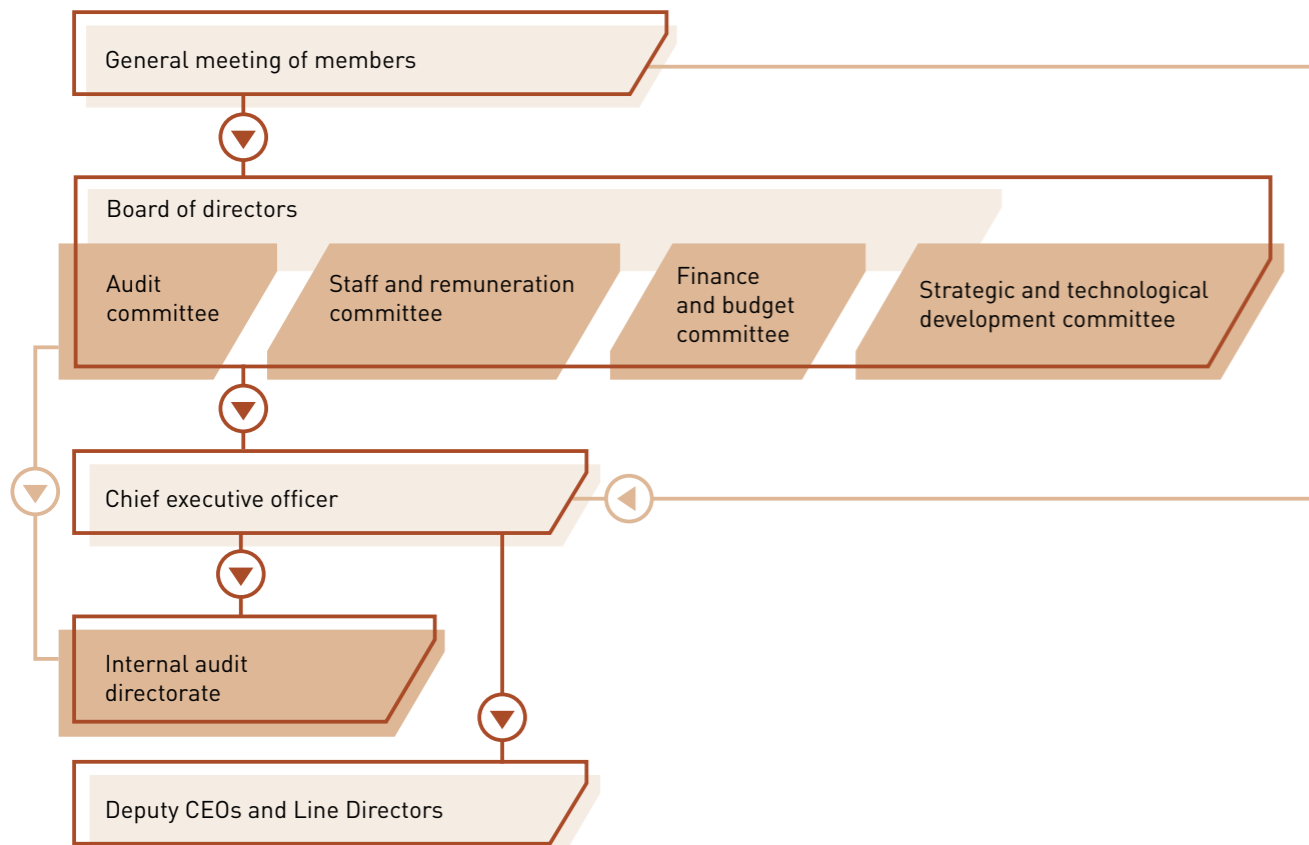 General meeting of members
Board of directors
Audit
committee
Staff and remuneration
committee
Finance
and budget
committee
Strategic and technological
development committee
Chief executive officer
Internal audit
directorate
Deputy CEOs and Line Directors